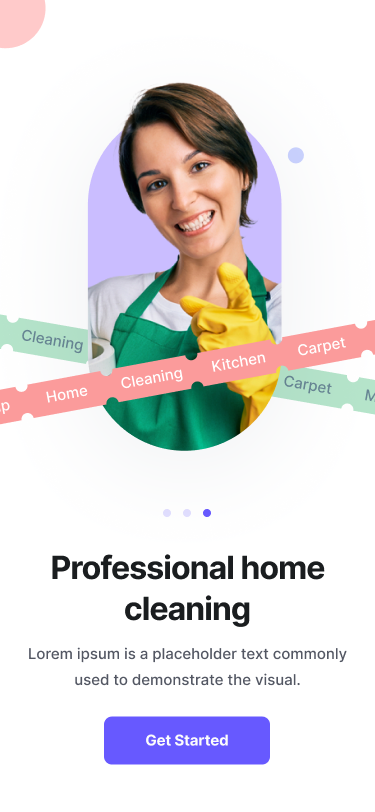 Cleaning
Home Cleaning Kitchen Carpet
Carpet
Professional home
cleaning
Lorem ipsum is a placeholder text commonly
used to demonstrate the visual.
Get Started